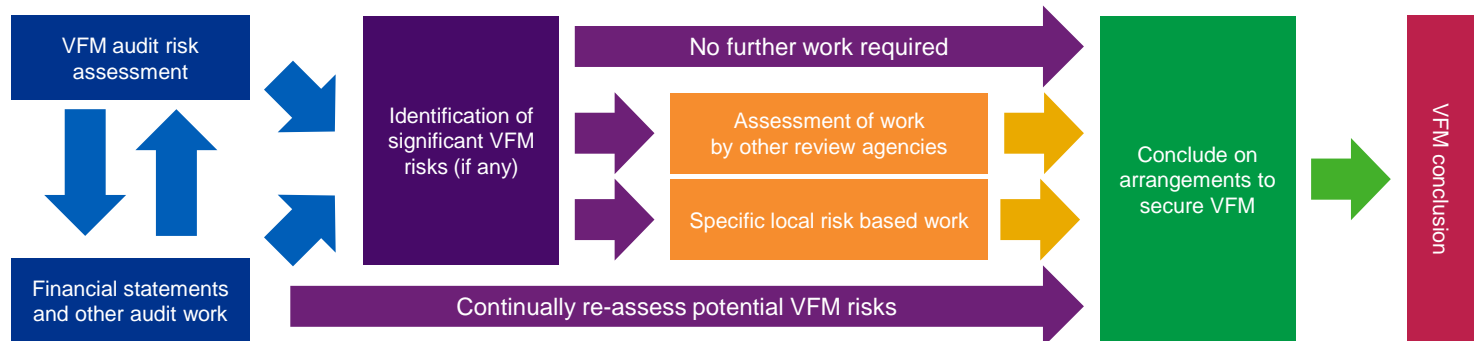 VFM audit risk
assessment
Financial statements
and other audit work
Identification of
significant VFM
risks (if any)
No further work required
Assessment of work
by other review agencies
Specific local risk based work
Continually re-assess potential VFM risks
Conclude on
arrangements to
secure VFM
VFM conclusion